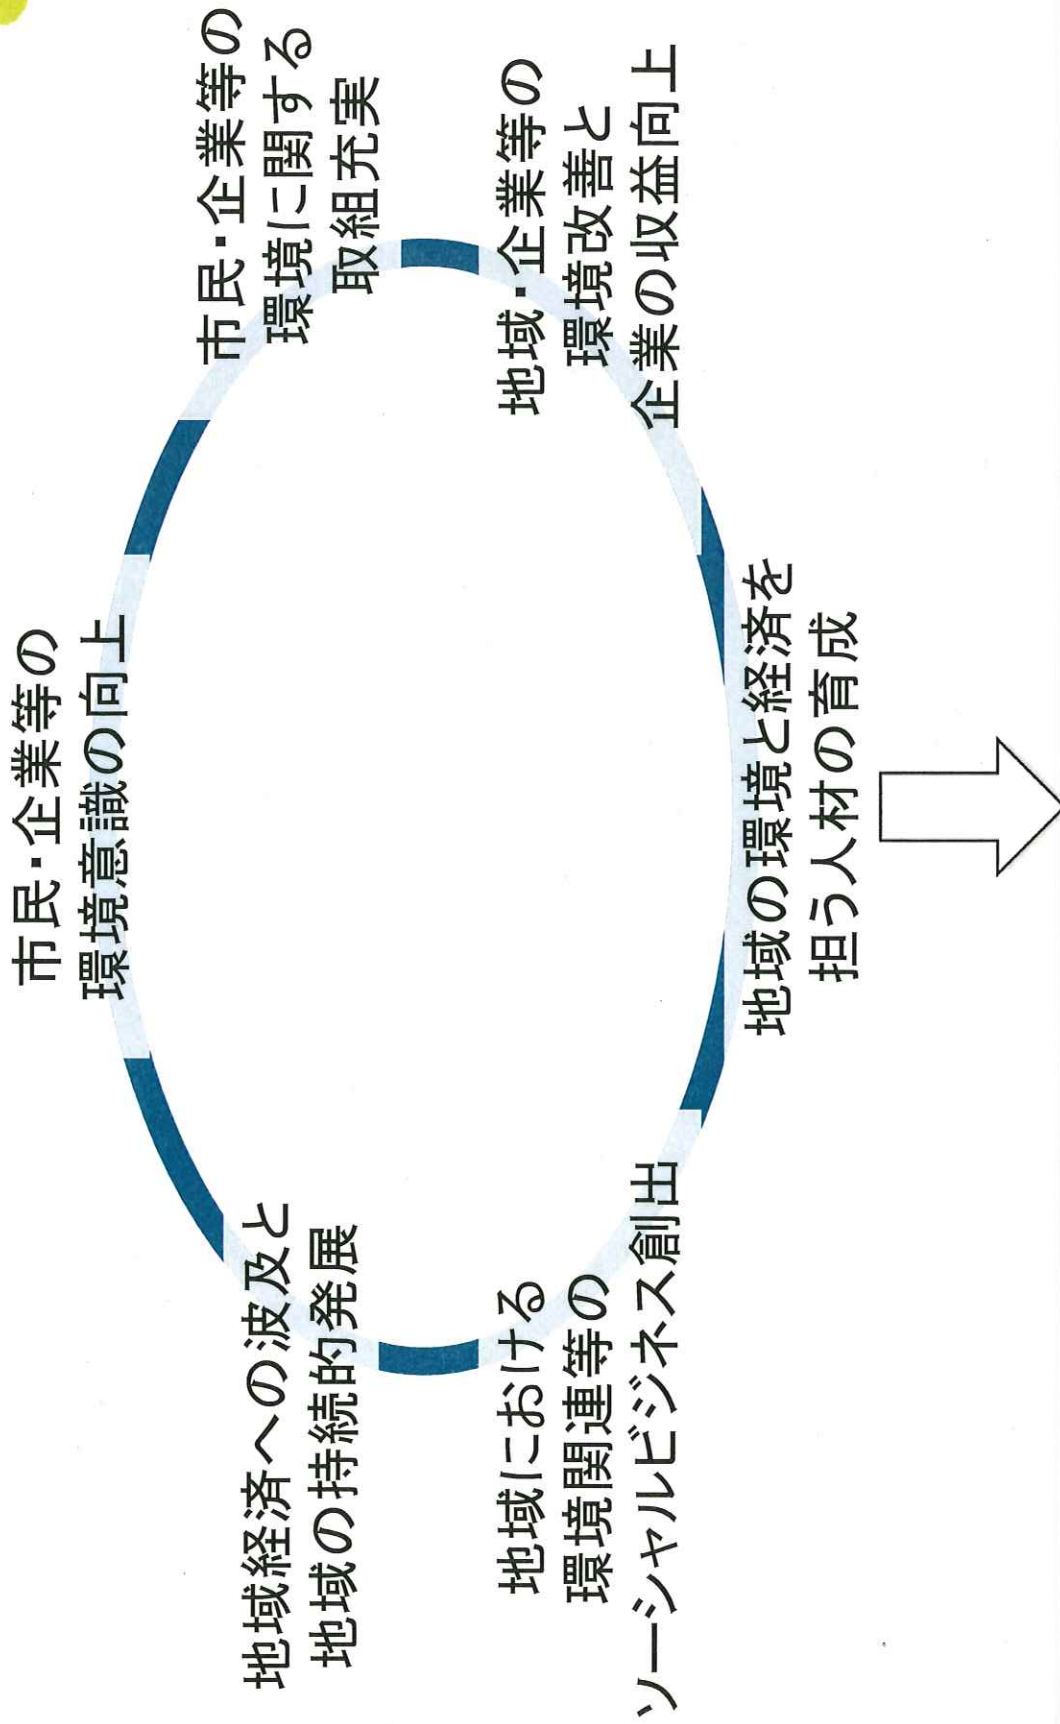 市民・企業等の
環境意識の向上
市民・企業等の
環境に関する
取組充実
地域・企業等の
環境改善と
企業の収益向上
地域の環境と経済を
担う人材の育成
地域における
環境関連等の
ソーシャルビジネス創出
地域経済への波及と
地域の持続的発展